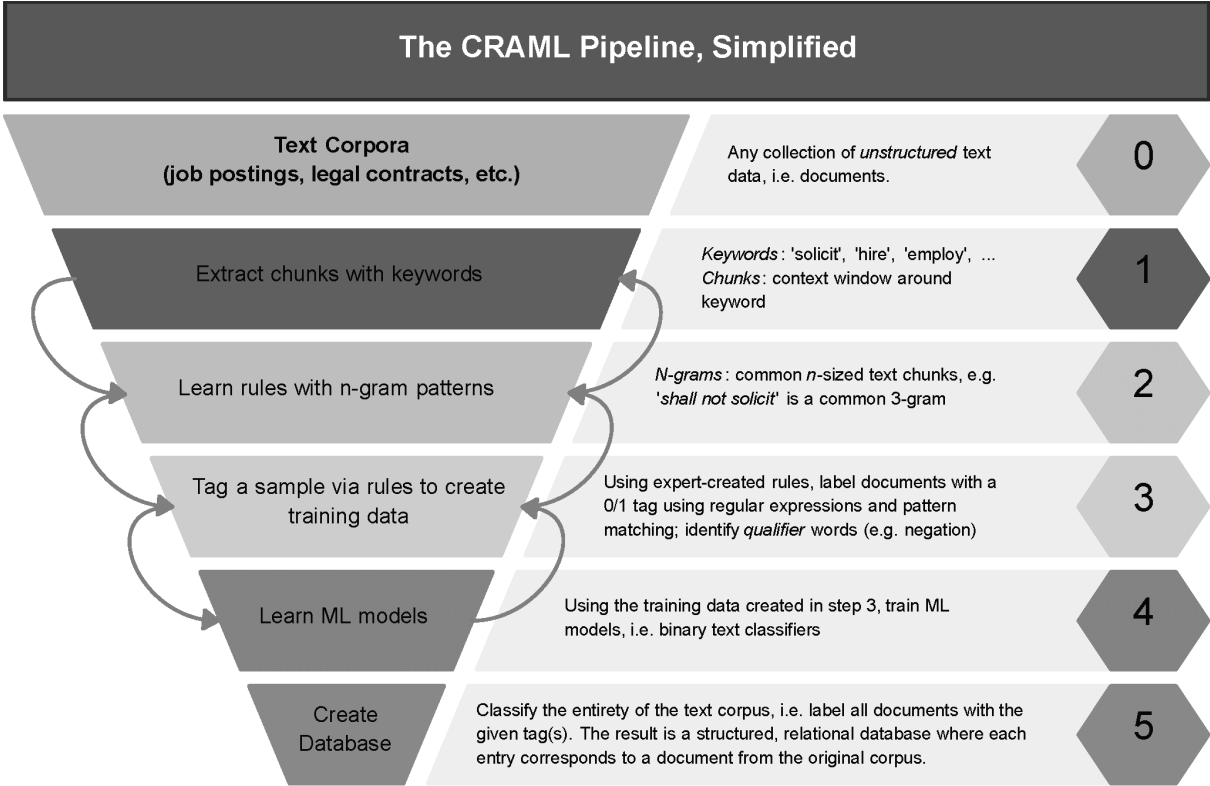 The CRAML Pipeline, Simplified
Text Corpora
(job postings, legal contracts, etc.)
Any collection of unstructured text
data, i.e. documents.
0
Extract chunks with keywords
Keywords: 'solicit', 'hire', 'employ', ...
Chunks: context window around
keyword
1
Learn rules with n-gram patterns
N-grams: common n-sized text chunks, e.g.
'shall not solicit' is a common 3-gram
2
Tag a sample via rules to create
training data
Using expert-created rules, label documents with a
0/1 tag using regular expressions and pattern
matching; identify qualifier words (e.g. negation)
3
Learn ML models
Using the training data created in step 3, train ML
models, i.e. binary text classifiers
4
Create
Database
Classify the entirety of the text corpus, i.e. label all documents with the
given tag(s). The result is a structured, relational database where each
entry corresponds to a document from the original corpus.
5